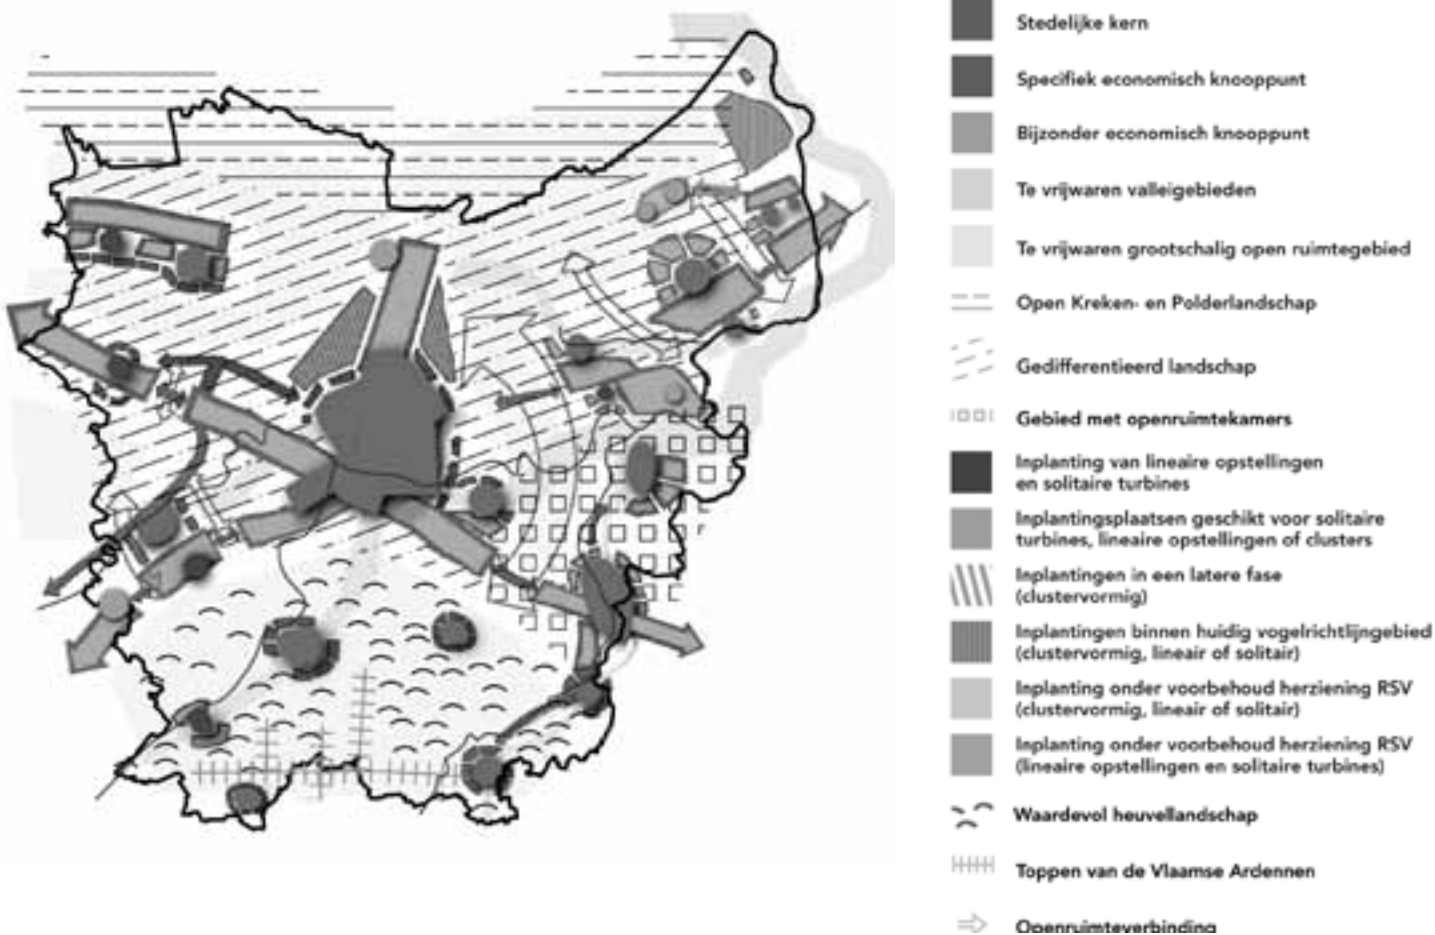 Stedelijke kern
Specifiek economisch knooppunt
Bijzonder economisch knooppunt
Te vrijwaren valleigebieden
Te vrijwaren grootschalig open ruimtegebied
Open Kreken- en Polderlandschap
Gedifferentieerd landschap
Gebied met openruimtekamers
Inplanting van lineaire opstellingen
en solitaire turbines
Inplantingsplaatsen geschikt voor solitaire
turbines, lineaire opstellingen of clusters
Inplantingen in een latere fase
(clustervormig)
Inplantingen binnen huidig vogelrichtlijngebied
(clustervormig, lineair of solitair)
Inplanting onder voorbehoud herziening RSV
(clustervormig, lineair of solitair)
Inplanting onder voorbehoud herziening RSV
(lineaire opstellingen en solitaire turbines)
Waardevol heuvellandschap
Toppen van de Vlaamse Ardennen
Openruimteverbinding